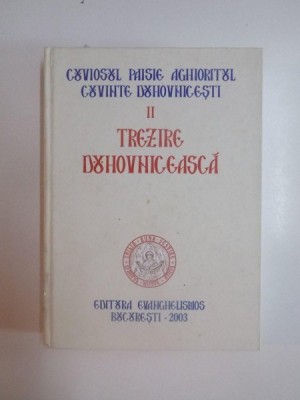 CUVIOSUL PAISIE AGHIORITUL
CUVINTE DUHOVNICEȘTI
II
TREZIRE
DUHOVNICEASCĂ
EDITURA EVANGHELISMOS
BUCUREȘTI - 2003